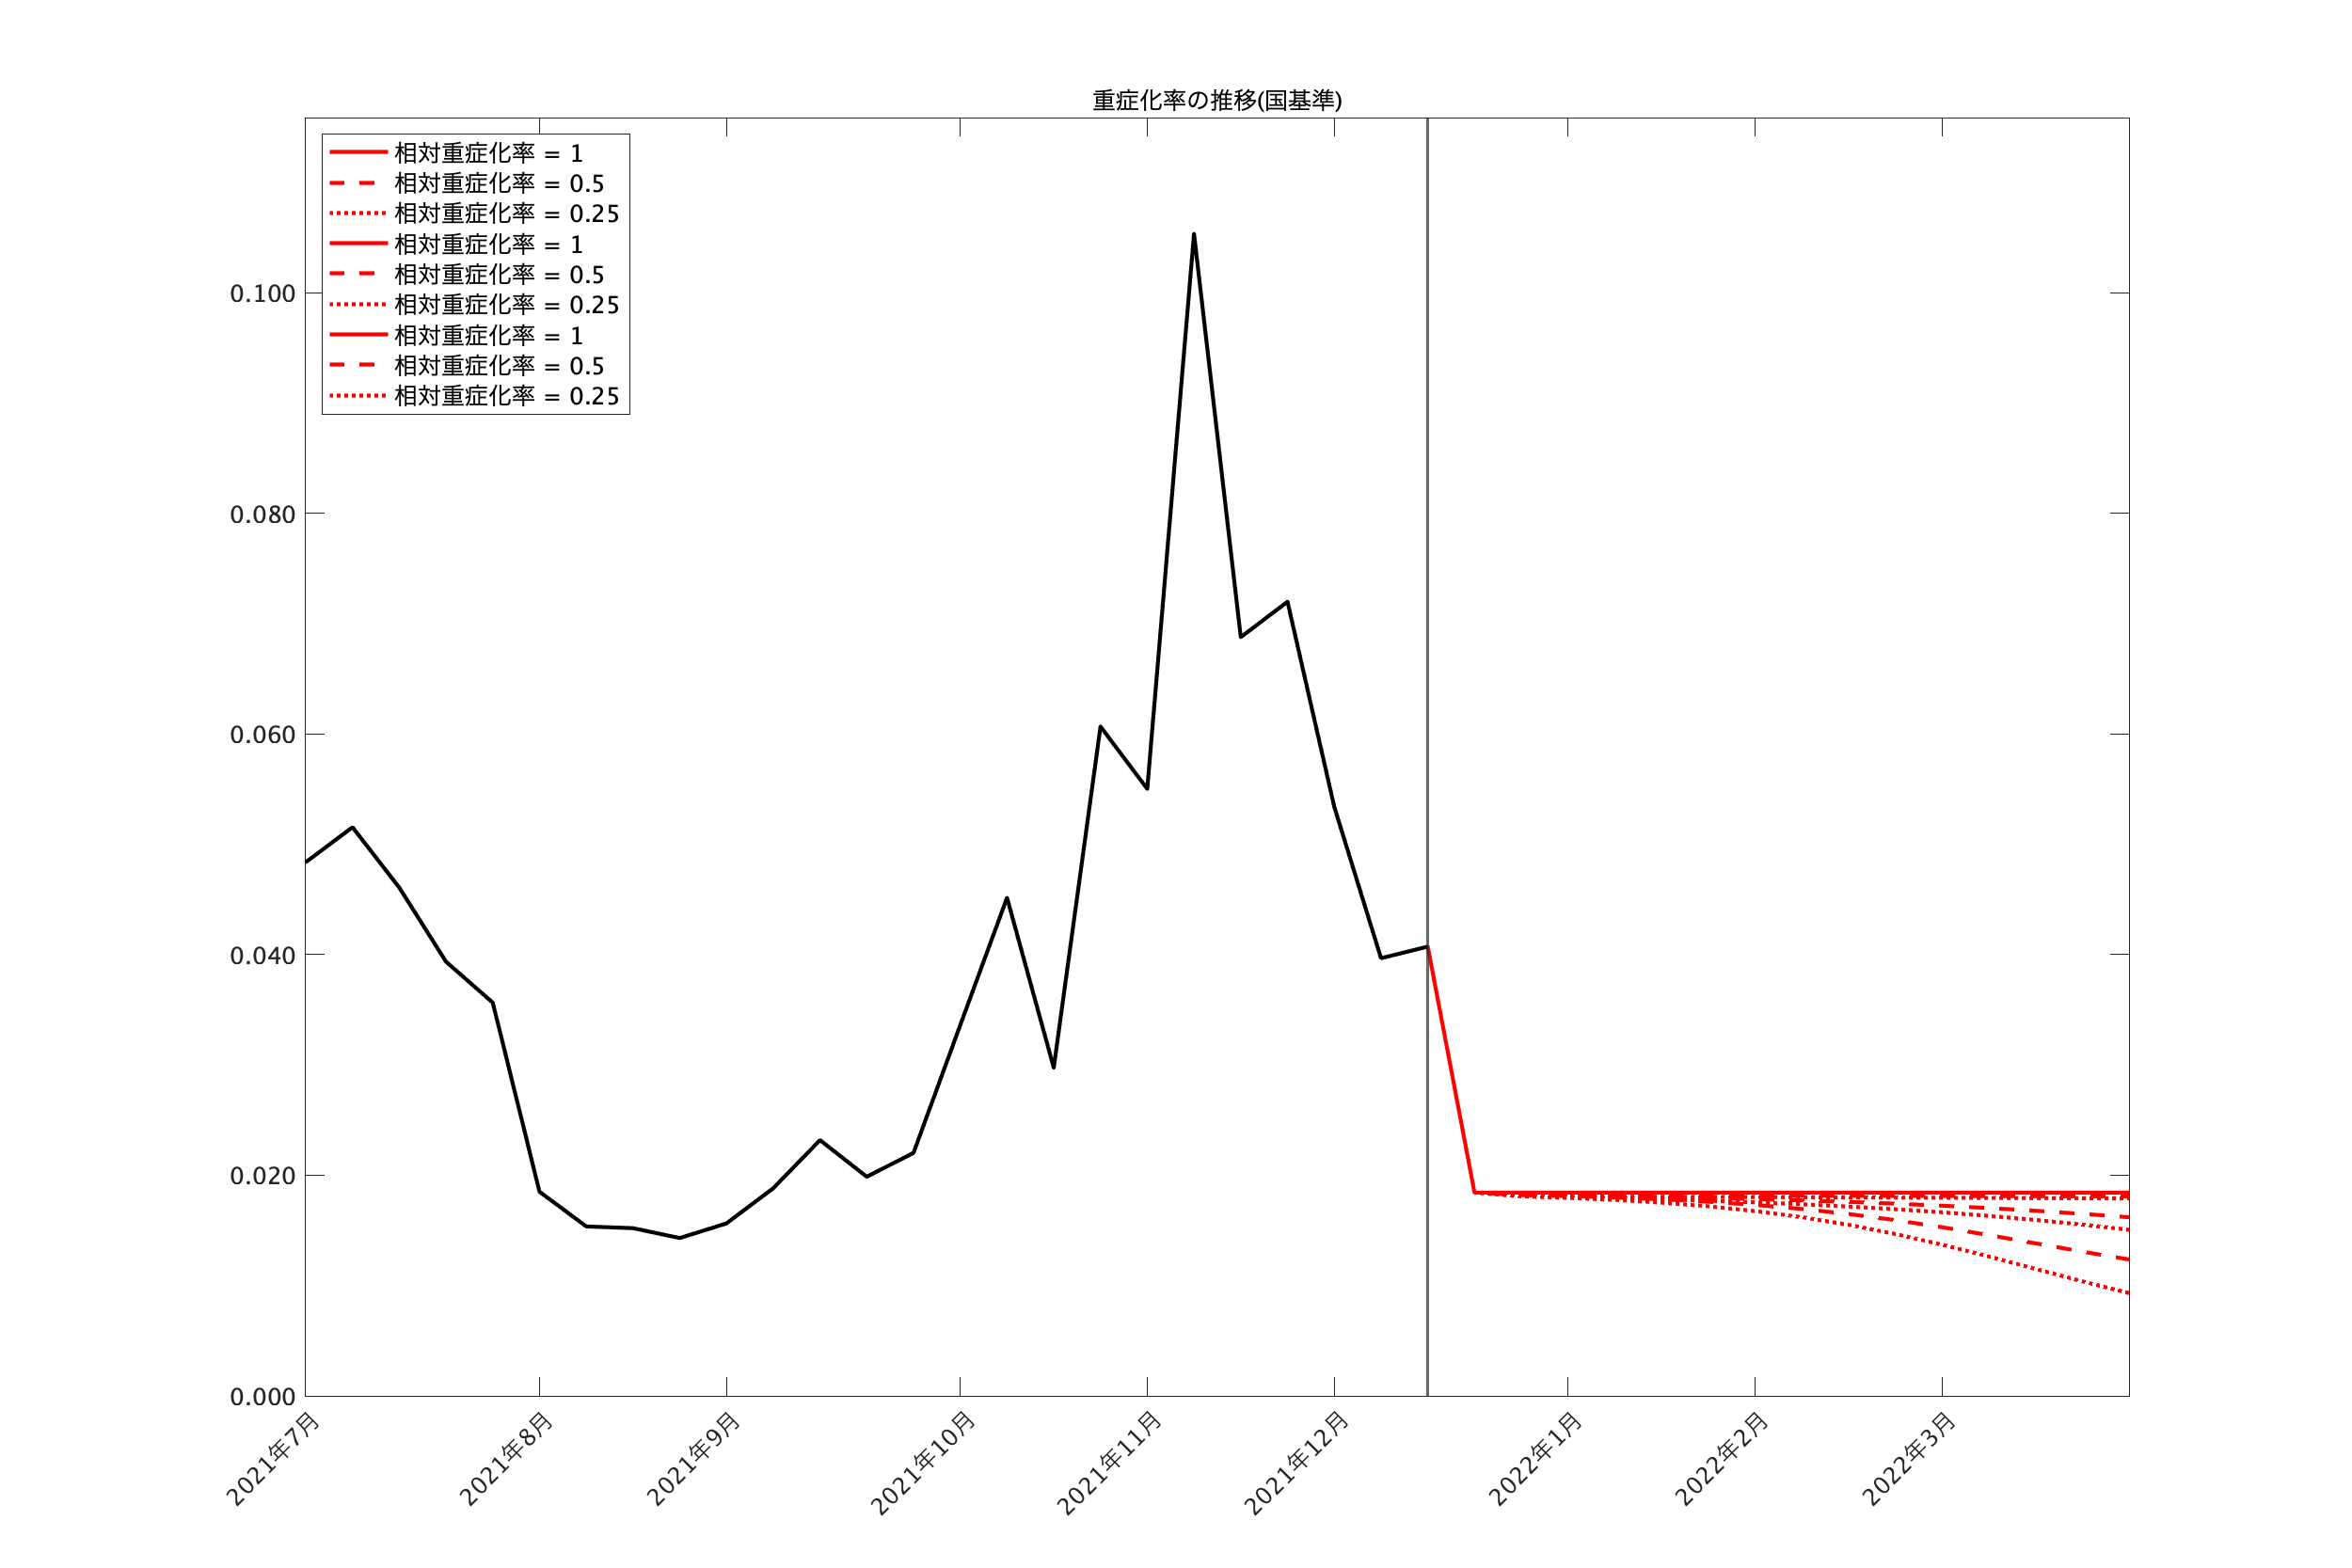 重症化率の推移(国基準)
相対重症化率 = 1
相対重症化率 = 0.5
相対重症化率 = 0.25
相対重症化率 = 1
相対重症化率 = 0.5
相対重症化率 = 0.25
相対重症化率 = 1
相対重症化率 = 0.5
相対重症化率 = 0.25
0.100
0.080
0.060
0.040
0.020
0.000
2021年7月
2021年8月
2021年9月
2021年10月
2021年11月
2021年12月
2022年1月
2022年2月
2022年3月